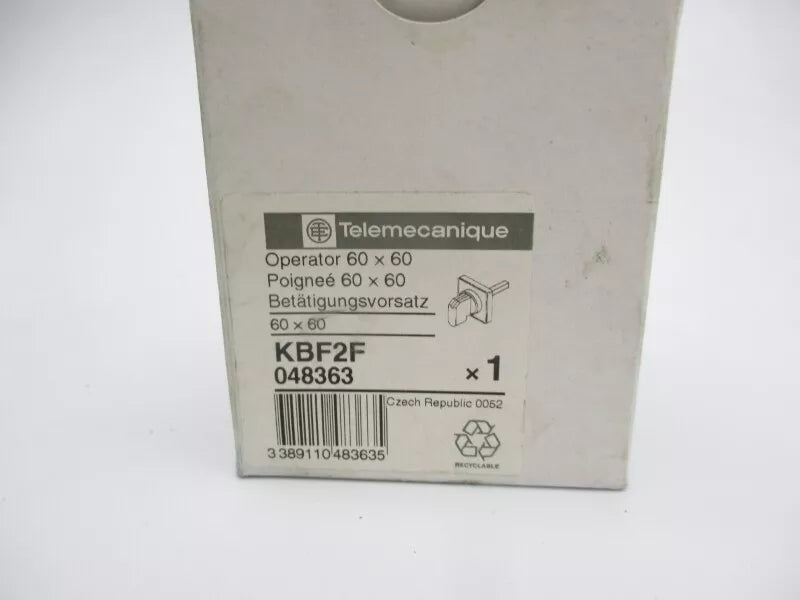 Telemecanique
Operator 60 × 60
Poigneé 60 × 60
Betätigungsvorsatz
60 × 60
KBF2F
048363
× 1
Czech Republic 0052
3 389110 483635
RECYCLABLE